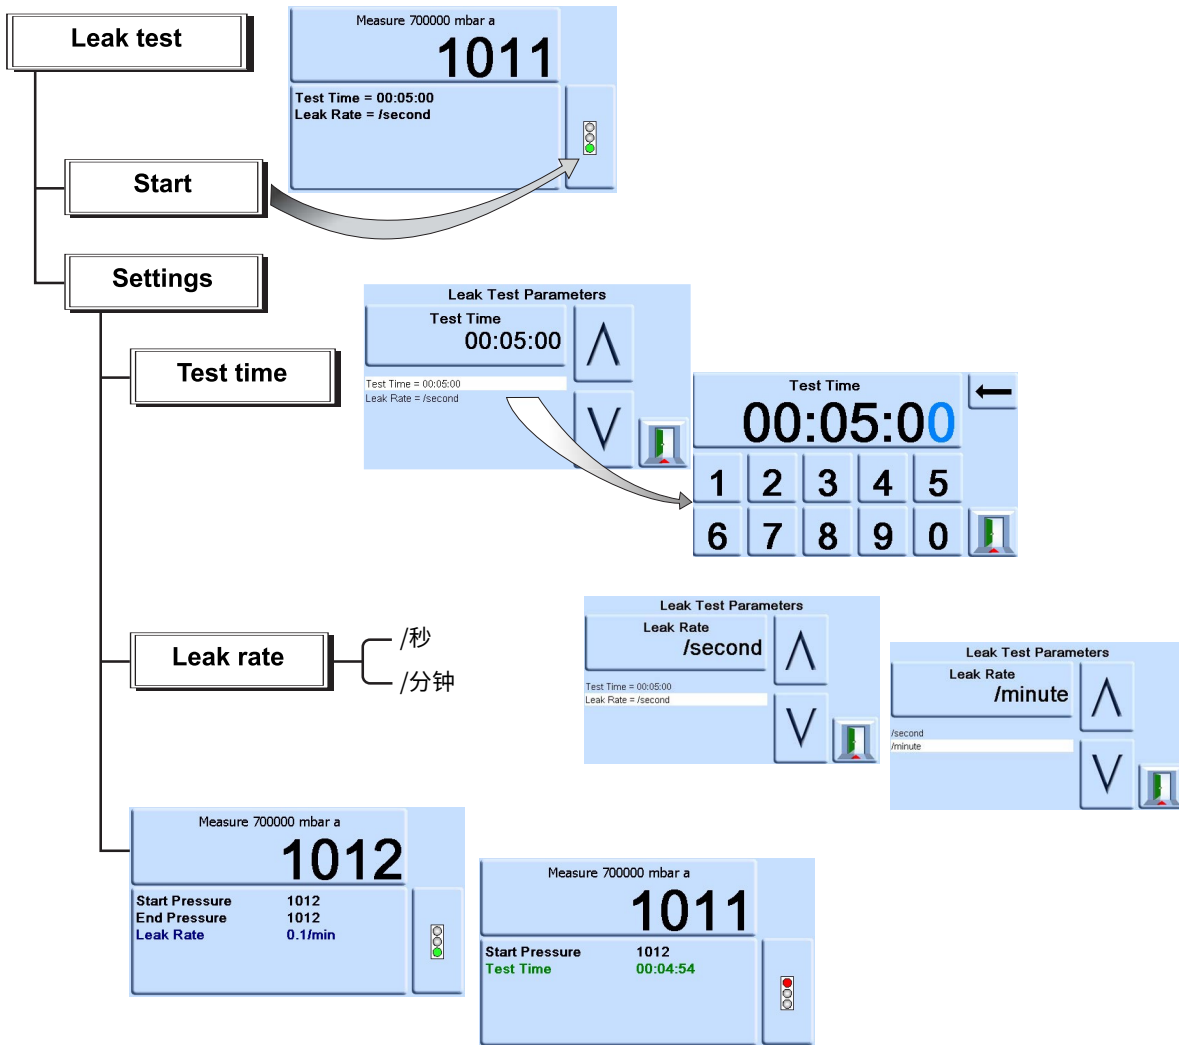 Leak test
Measure 700000 mbar a
1011
Test Time = 00:05:00
Leak Rate = /second
Start
Settings
Leak Test Parameters
Test Time
00:05:00
Test Time = 00:05:00
Leak Rate = /second
Test time
Test Time
00:05:00
1 2 3 4 5
6 7 8 9 0
Leak rate
/秒
/分钟
Leak Test Parameters
Leak Rate
/second
Test Time = 00:05:00
Leak Rate = /second
Leak Test Parameters
Leak Rate
/minute
/second
/minute
Measure 700000 mbar a
1012
Start Pressure 1012
End Pressure 1012
Leak Rate 0.1/min
Measure 700000 mbar a
1011
Start Pressure 1012
Test Time 00:04:54